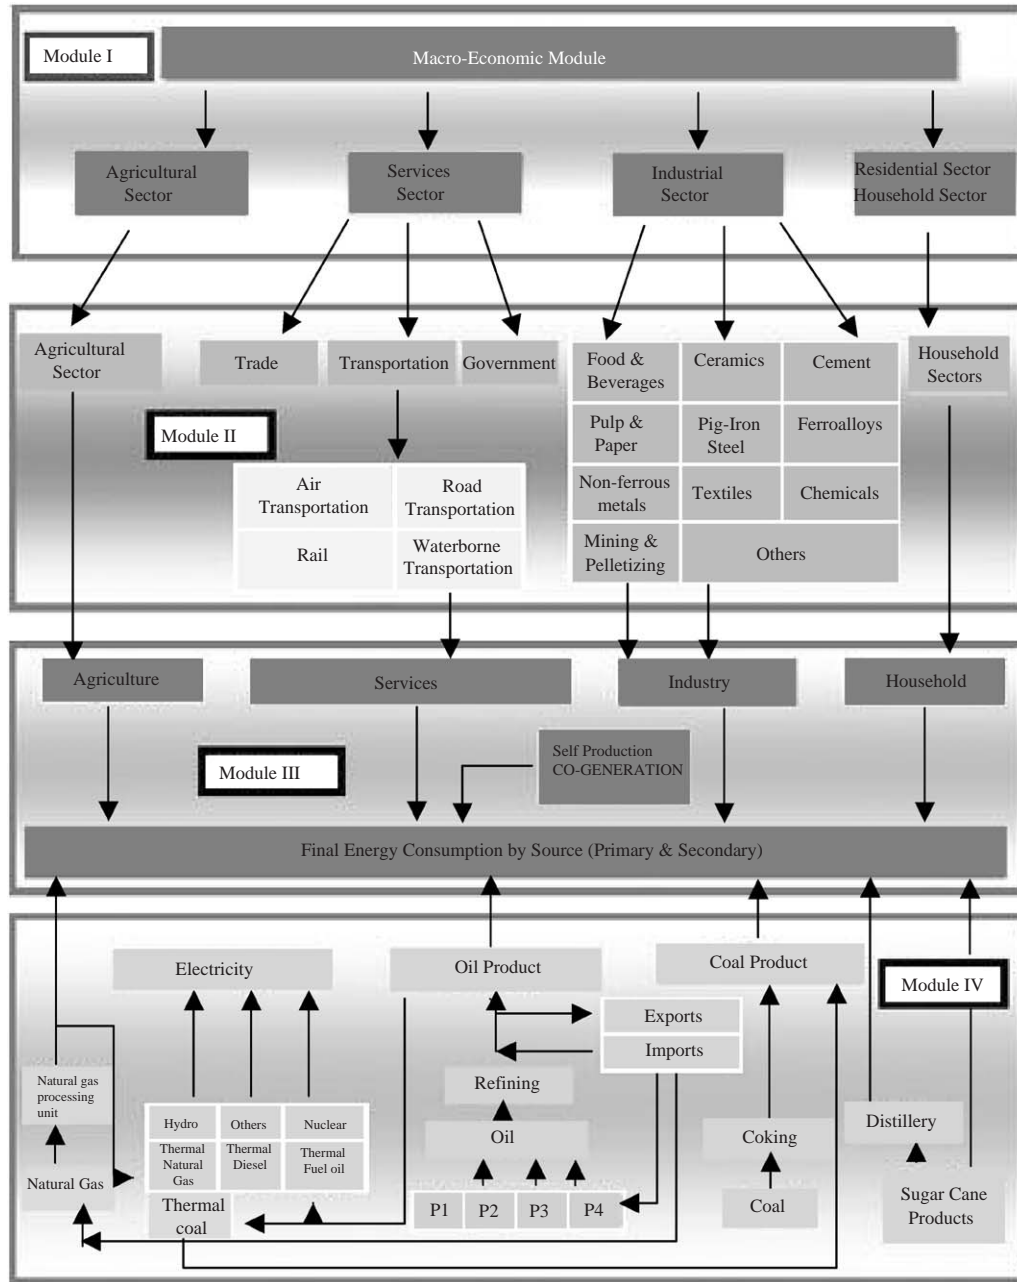 Module I
Macro-Economic Module
Agricultural
Sector
Services
Sector
Industrial
Sector
Residential Sector
Household Sector
Agricultural
Sector
Trade
Transportation
Government
Food &
Beverages
Ceramics
Cement
Household
Sectors
Module II
Pulp &
Paper
Pig-Iron
Steel
Ferroalloys
Air
Transportation
Road
Transportation
Non-ferrous
metals
Textiles
Chemicals
Rail
Waterborne
Transportation
Mining &
Pelletizing
Others
Agriculture
Services
Industry
Household
Module III
Self Production
CO-GENERATION
Final Energy Consumption by Source (Primary & Secondary)
Electricity
Oil Product
Coal Product
Module IV
Exports
Imports
Natural gas
processing
unit
Refining
Hydro
Others
Nuclear
Oil
Coking
Distillery
Thermal
Natural
Gas
Thermal
Diesel
Thermal
Fuel oil
Natural Gas
Thermal
coal
P1
P2
P3
P4
Coal
Sugar Cane
Products